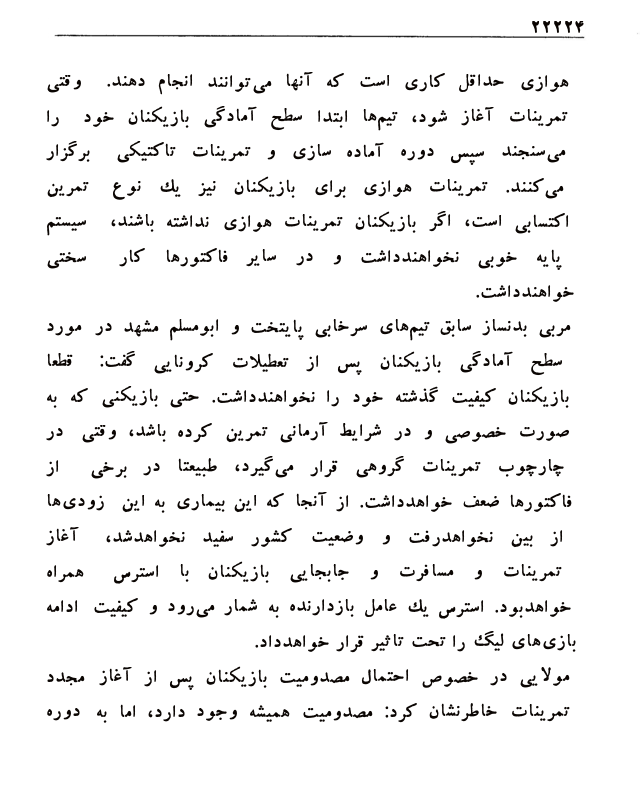 ۲۲۲۲۴
هوازی حداقل کاری است که آنها می‌توانند انجام دهند. وقتی
تمرینات آغاز شود، تیم‌ها ابتدا سطح آمادگی بازیکنان خود را
می‌سنجند سپس دوره آماده سازی و تمرینات تاکتیکی برگزار
می‌کنند. تمرینات هوازی برای بازیکنان نیز یك نوع تمرین
اکتسابی است، اگر بازیکنان تمرینات هوازی نداشته باشند، سیستم
پایه خوبی نخواهندداشت و در سایر فاکتورها کار سختی
خواهندداشت.
مربی بدنساز سابق تیم‌های سرخابی پایتخت و ابومسلم مشهد در مورد
سطح آمادگی بازیکنان پس از تعطیلات کرونایی گفت: قطعا
بازیکنان کیفیت گذشته خود را نخواهندداشت. حتی بازیکنی که به
صورت خصوصی و در شرایط آرمانی تمرین کرده باشد، وقتی در
چارچوب تمرینات گروهی قرار می‌گیرد، طبیعتا در برخی از
فاکتورها ضعف خواهدداشت. از آنجا که این بیماری به این زودی‌ها
از بین نخواهدرفت و وضعیت کشور سفید نخواهدشد، آغاز
تمرینات و مسافرت و جابجایی بازیکنان با استرس همراه
خواهدبود. استرس یك عامل بازدارنده به شمار می‌رود و کیفیت ادامه
بازی‌های لیگ را تحت تاثیر قرار خواهدداد.
مولایی در خصوص احتمال مصدومیت بازیکنان پس از آغاز مجدد
تمرینات خاطرنشان کرد: مصدومیت همیشه وجود دارد، اما به دوره